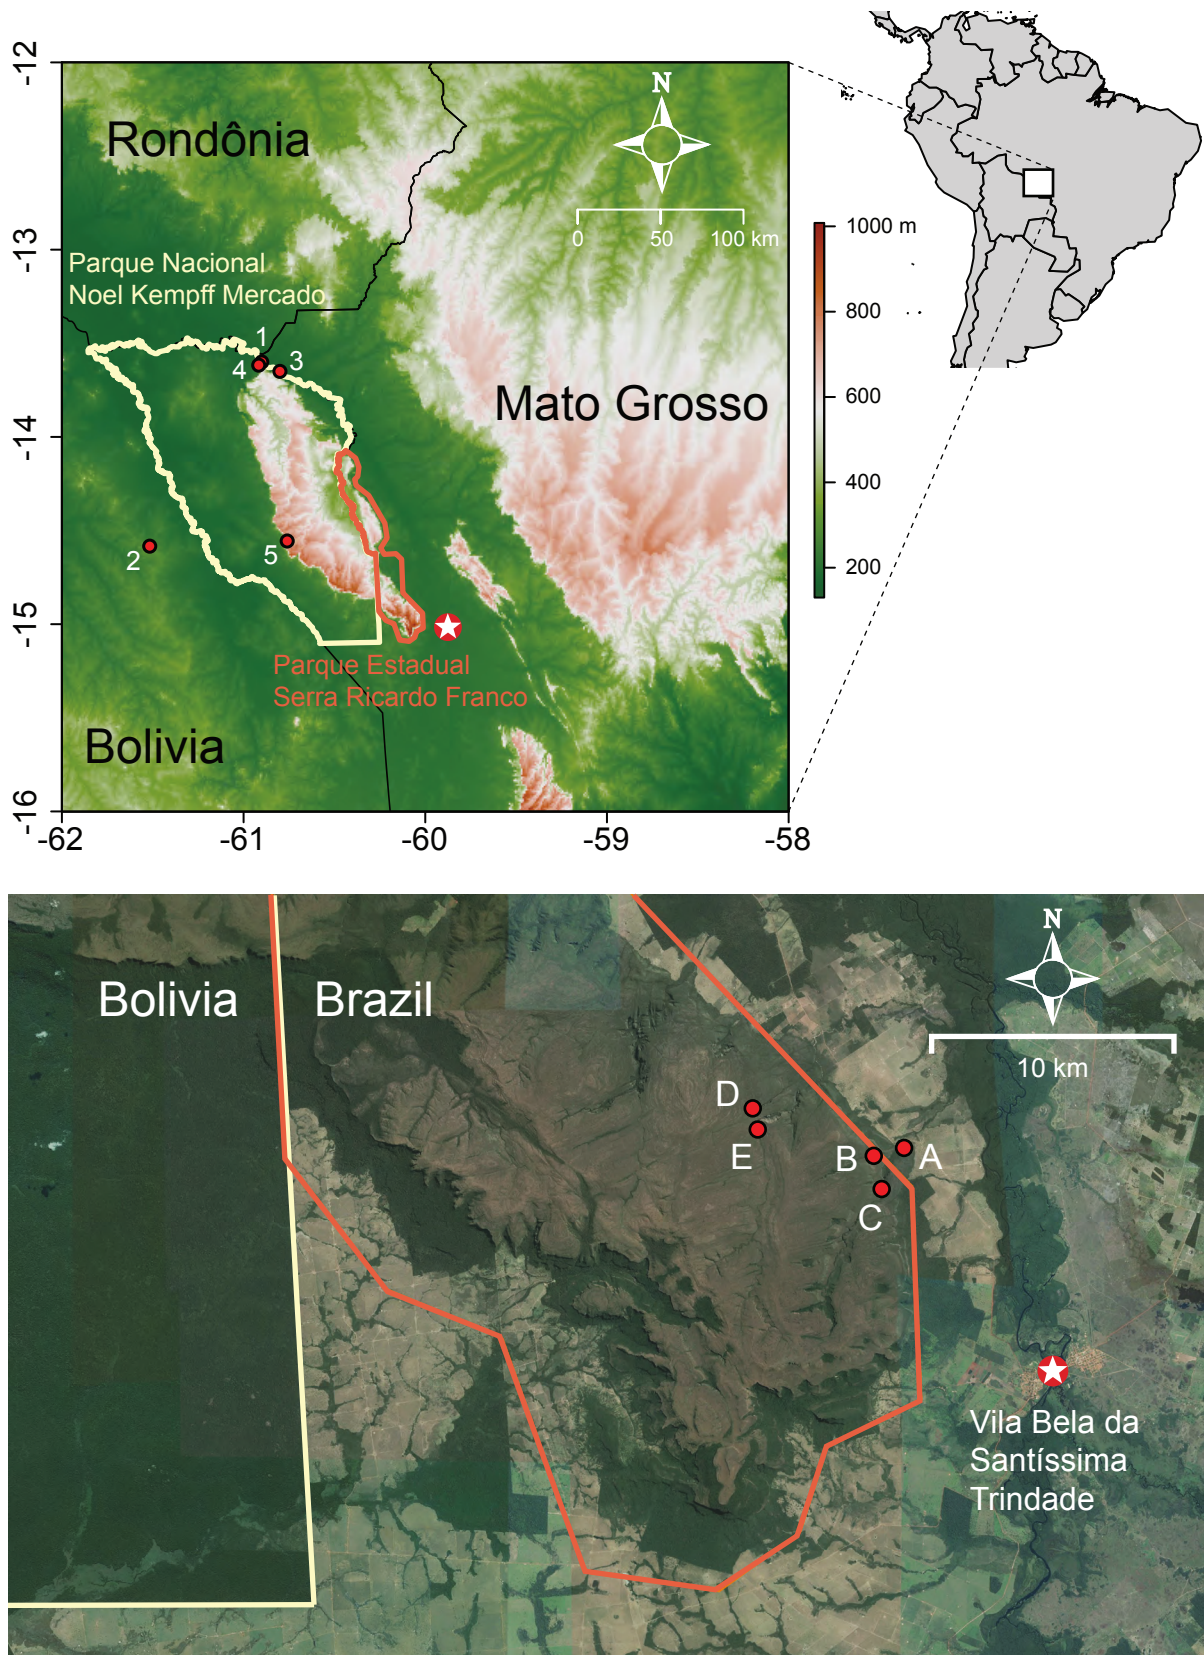 -12
-13
-14
-15
-16
-62
-61
-60
-59
-58
Rondônia
N
0
50
100 km
Parque Nacional
Noel Kempff Mercado
1
3
4
Mato Grosso
2
5
Parque Estadual
Serra Ricardo Franco
Bolivia
1000 m
800
600
400
200
Bolivia
Brazil
N
10 km
D
E
B
A
C
Vila Bela da
Santíssima
Trindade